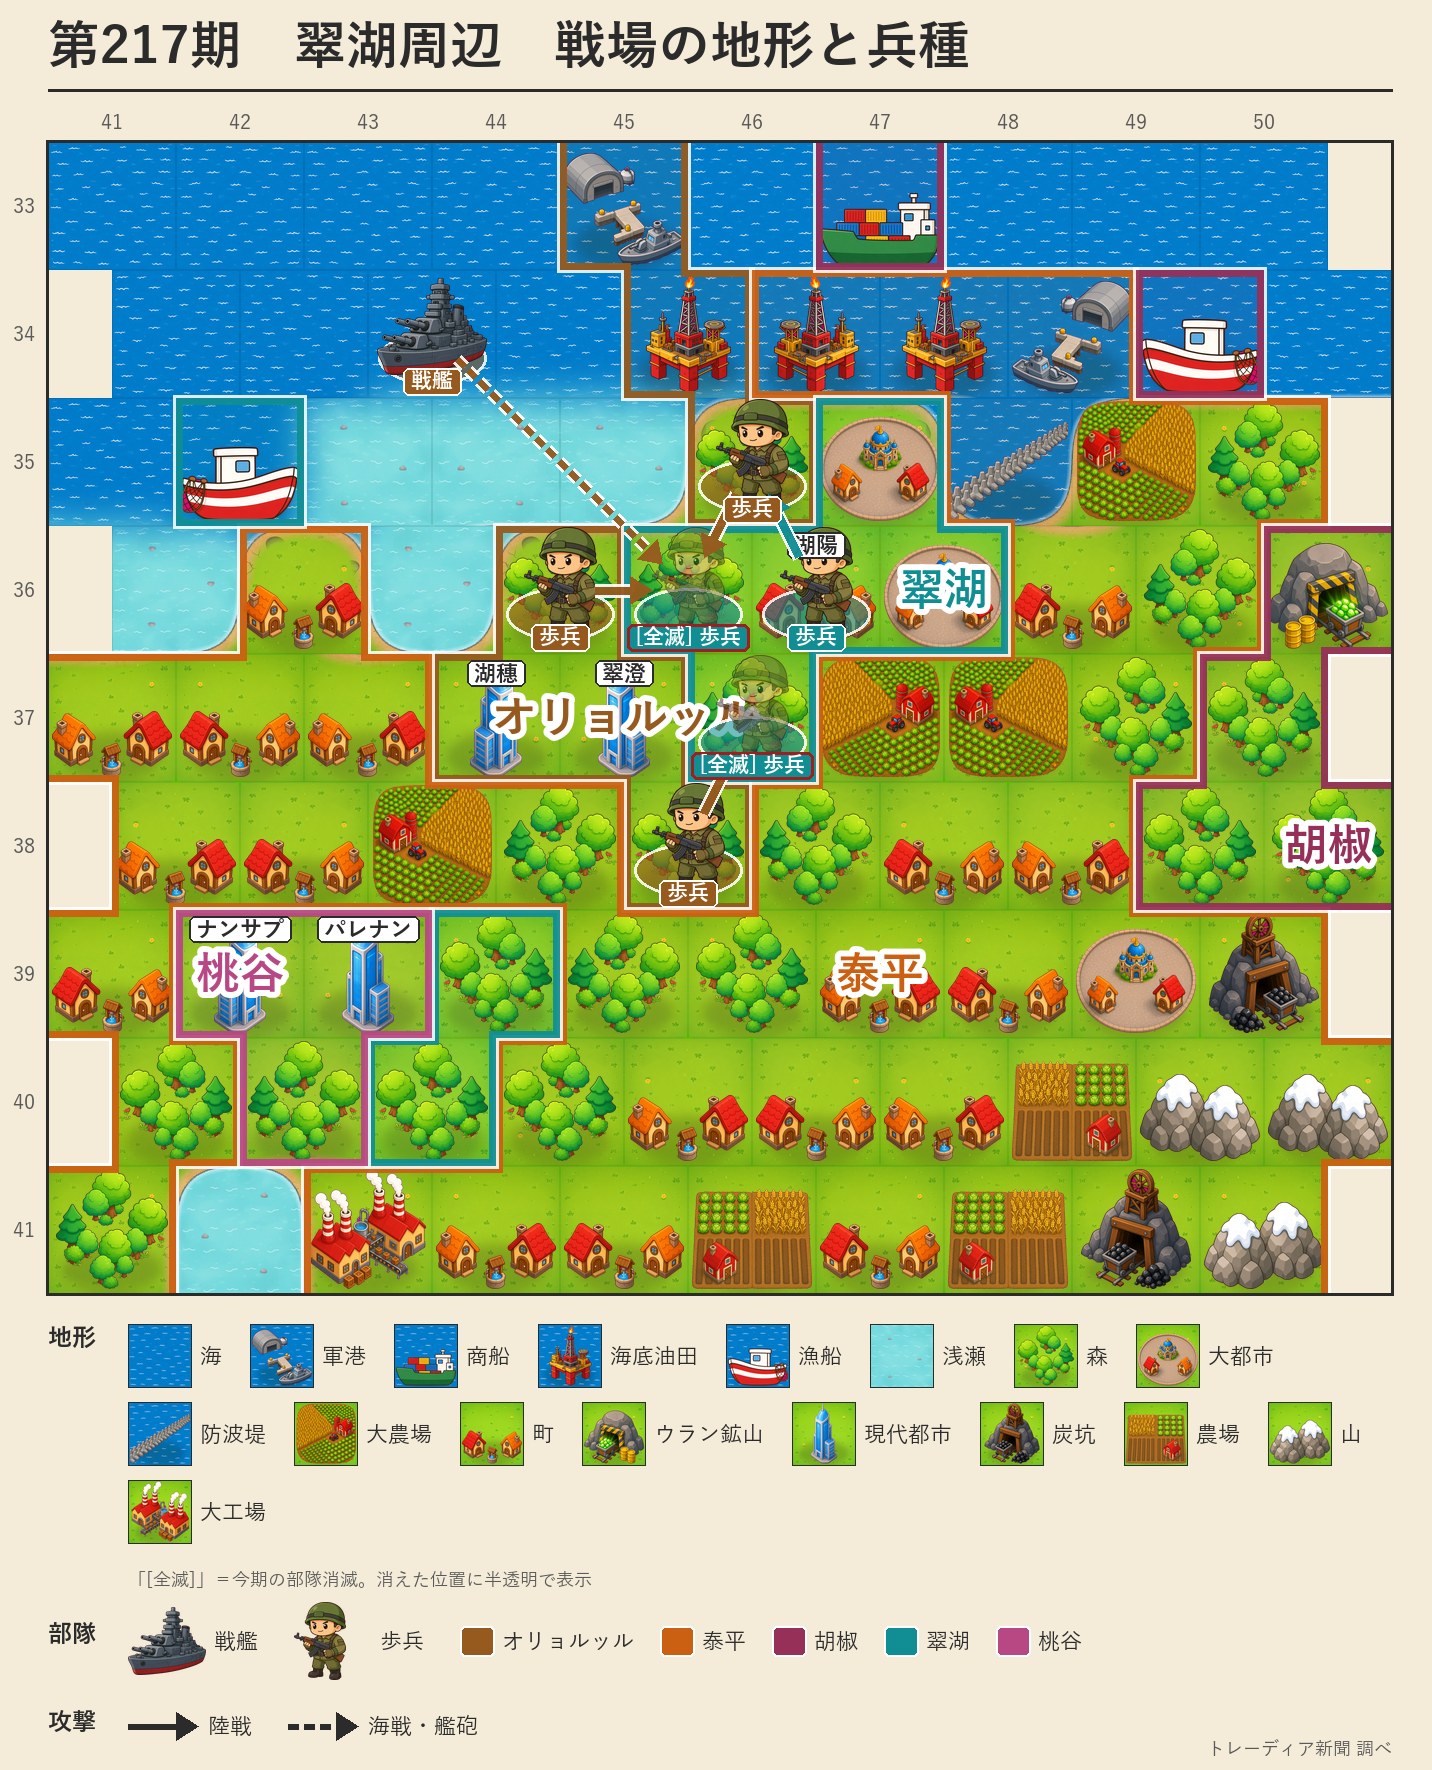 第217期　翠湖周辺　戦場の地形と兵種
41 42 43 44 45 46 47 48 49 50
33
34
戦艦
35
歩兵
湖陽
36
翠湖
歩兵
[全滅] 歩兵
歩兵
湖穂
翠澄
37
オリョルッル
[全滅] 歩兵
38
胡椒
歩兵
ナンサブ
パレナン
39
桃谷
泰平
40
41
地形
海
軍港
商船
海底油田
漁船
浅瀬
森
大都市
防波堤
大農場
町
ウラン鉱山
現代都市
炭坑
農場
山
大工場
「[全滅]」＝今期の部隊消滅。消えた位置に半透明で表示
部隊
戦艦
歩兵
オリョルッル
泰平
胡椒
翠湖
桃谷
攻撃
陸戦
海戦・艦砲
トレーディア新聞 調べ